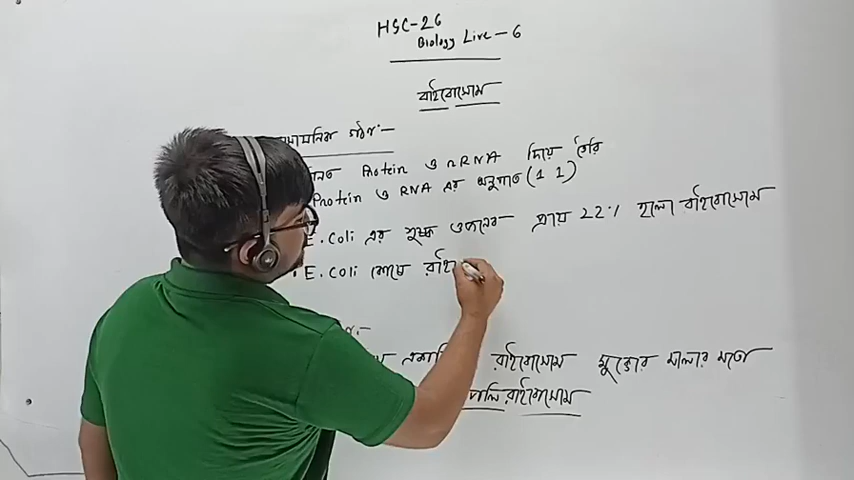 HSC-26
Biology Live - 6
রাইবোসোম
গঠন:-
Protein ও rRNA দিয়ে তৈরি
Protein ও RNA এর অনুপাত (1 1)
E. Coli এর শুষ্ক ওজনের প্রায় 22% হলো রাইবোসোম
E. Coli কোষে রাই
রাইবোসোম মুক্তোর মালার মতো
রাইবোসোম